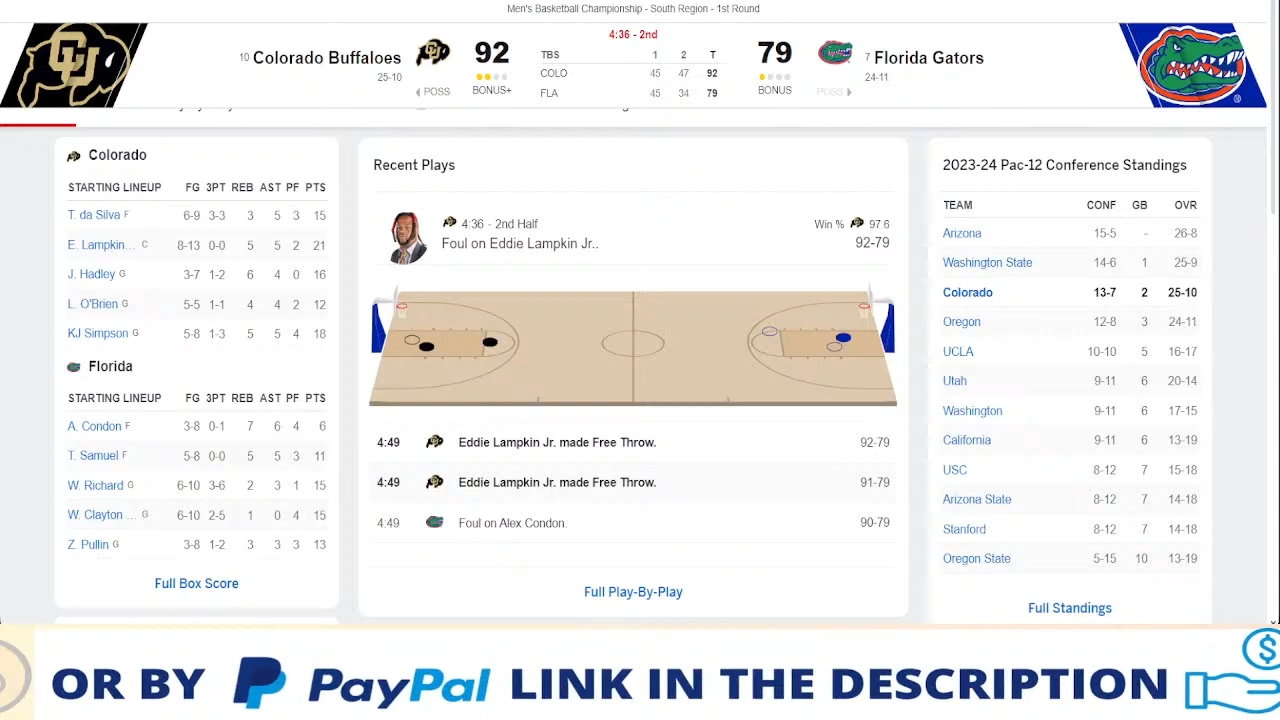 Men's Basketball Championship - South Region - 1st Round
10 Colorado Buffaloes
25-10
92
BONUS+
POSS
4:36 - 2nd
TBS 1 2 T
COLO 45 47 92
FLA 45 34 79
79
BONUS
POSS
7 Florida Gators
24-11
Colorado
STARTING LINEUP FG 3PT REB AST PF PTS
T. da Silva F 6-9 3-3 3 5 3 15
E. Lampkin... C 8-13 0-0 5 5 2 21
J. Hadley G 3-7 1-2 6 4 0 16
L. O'Brien G 5-5 1-1 4 4 2 12
KJ Simpson G 5-8 1-3 5 5 4 18
Florida
STARTING LINEUP FG 3PT REB AST PF PTS
A. Condon F 3-8 0-1 7 6 4 6
T. Samuel F 5-8 0-0 5 5 3 11
W. Richard G 6-10 3-6 2 3 1 15
W. Clayton ... G 6-10 2-5 1 0 4 15
Z. Pullin G 3-8 1-2 3 3 3 13
Full Box Score
Recent Plays
4:36 - 2nd Half
Foul on Eddie Lampkin Jr..
Win % 97.6
92-79
4:49 Eddie Lampkin Jr. made Free Throw. 92-79
4:49 Eddie Lampkin Jr. made Free Throw. 91-79
4:49 Foul on Alex Condon. 90-79
Full Play-By-Play
2023-24 Pac-12 Conference Standings
TEAM CONF GB OVR
Arizona 15-5 - 26-8
Washington State 14-6 1 25-9
Colorado 13-7 2 25-10
Oregon 12-8 3 24-11
UCLA 10-10 5 16-17
Utah 9-11 6 20-14
Washington 9-11 6 17-15
California 9-11 6 13-19
USC 8-12 7 15-18
Arizona State 8-12 7 14-18
Stanford 8-12 7 14-18
Oregon State 5-15 10 13-19
Full Standings
OR BY PayPal LINK IN THE DESCRIPTION